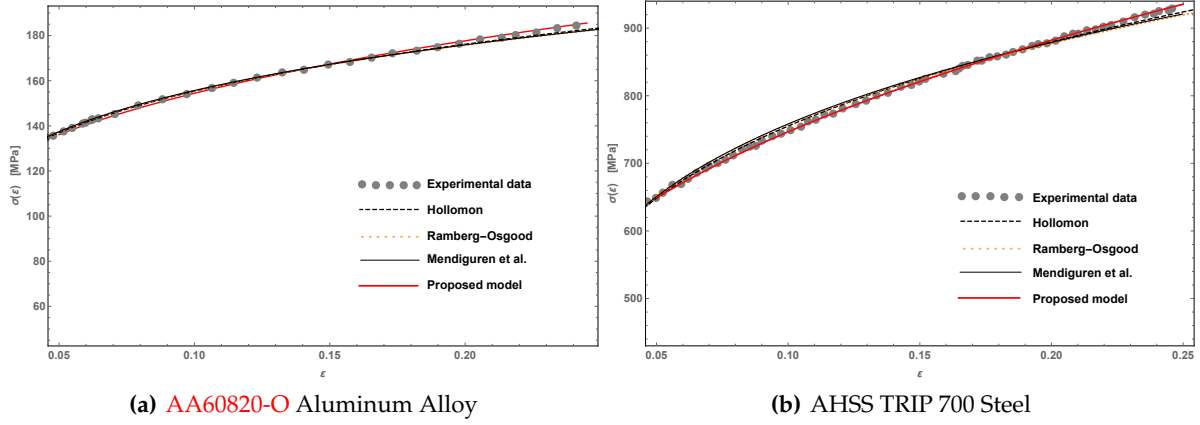 180
160
140
120
100
80
60
σ(ε) [MPa]
Experimental data
Hollomon
Ramberg–Osgood
Mendiguren et al.
Proposed model
0.05 0.10 0.15 0.20
ε
(a) AA60820-O Aluminum Alloy
900
800
700
600
500
σ(ε) [MPa]
Experimental data
Hollomon
Ramberg–Osgood
Mendiguren et al.
Proposed model
0.05 0.10 0.15 0.20 0.25
ε
(b) AHSS TRIP 700 Steel